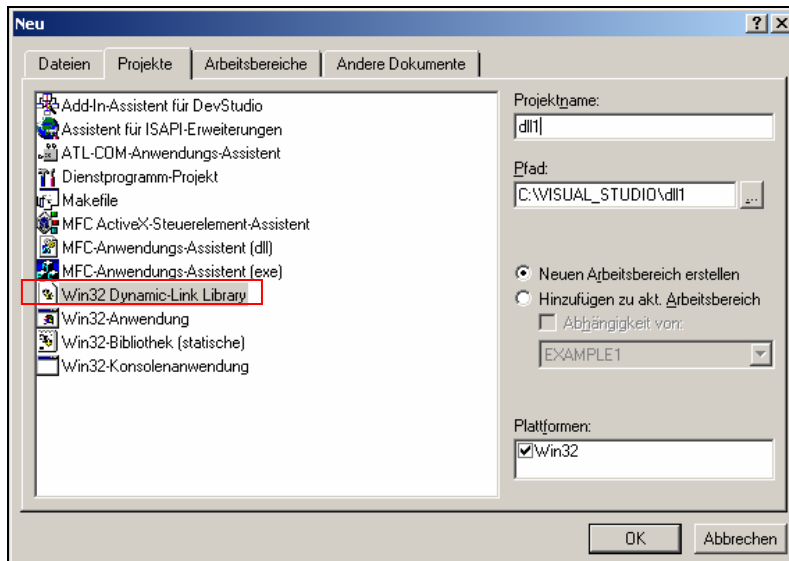 Neu
Dateien Projekte Arbeitsbereiche Andere Dokumente
Add-In-Assistent für DevStudio
Assistent für ISAPI-Erweiterungen
ATL-COM-Anwendungs-Assistent
Dienstprogramm-Projekt
Makefile
MFC ActiveX-Steuerelement-Assistent
MFC-Anwendungs-Assistent (dll)
MFC-Anwendungs-Assistent (exe)
Win32 Dynamic-Link Library
Win32-Anwendung
Win32-Bibliothek (statische)
Win32-Konsolenanwendung
Projektname:
dll1
Pfad:
C:\VISUAL_STUDIO\dll1
...
Neuen Arbeitsbereich erstellen
Hinzufügen zu akt. Arbeitsbereich
Abhängigkeit von:
EXAMPLE1
Plattformen:
Win32
OK Abbrechen